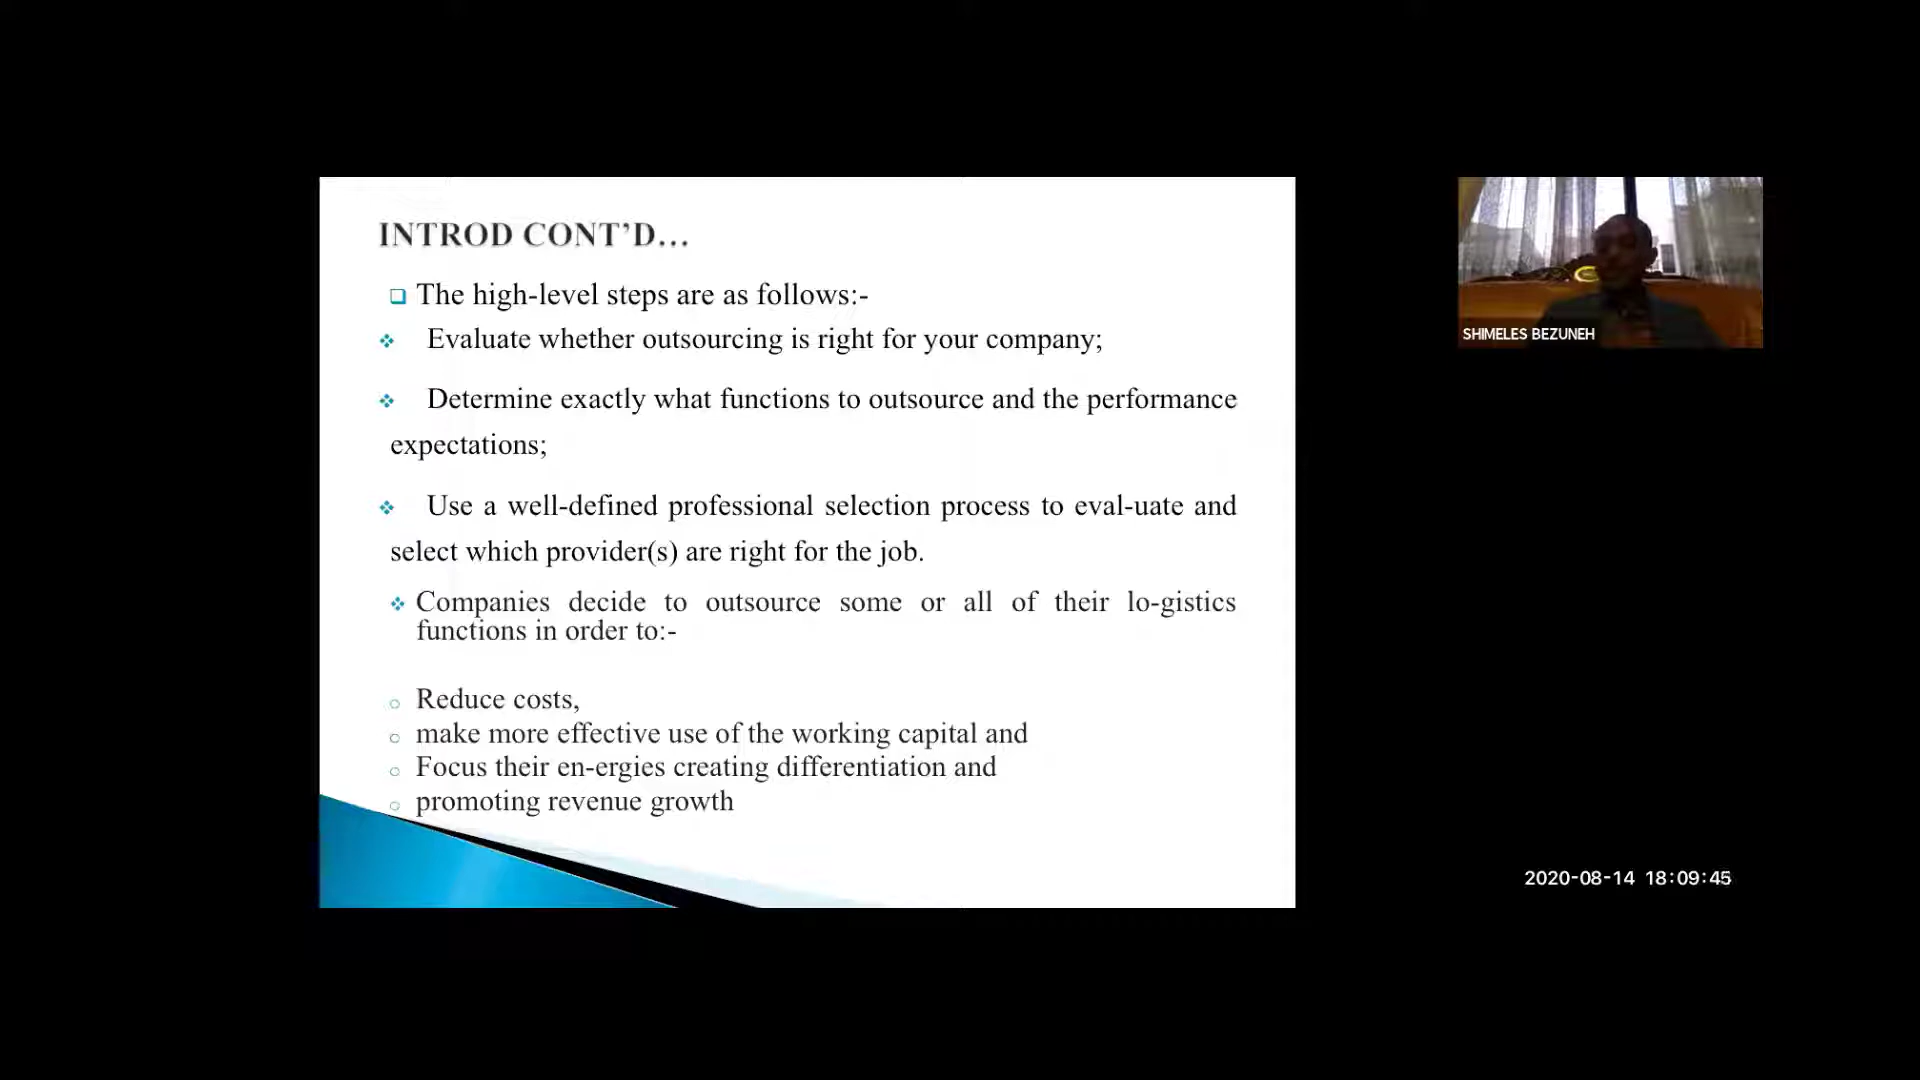 INTROD CONT’D…
The high-level steps are as follows:-
Evaluate whether outsourcing is right for your company;
Determine exactly what functions to outsource and the performance
expectations;
Use a well-defined professional selection process to eval-uate and
select which provider(s) are right for the job.
Companies decide to outsource some or all of their lo-gistics
functions in order to:-
Reduce costs,
make more effective use of the working capital and
Focus their en-ergies creating differentiation and
promoting revenue growth
SHIMELES BEZUNEH
2020-08-14 18:09:45